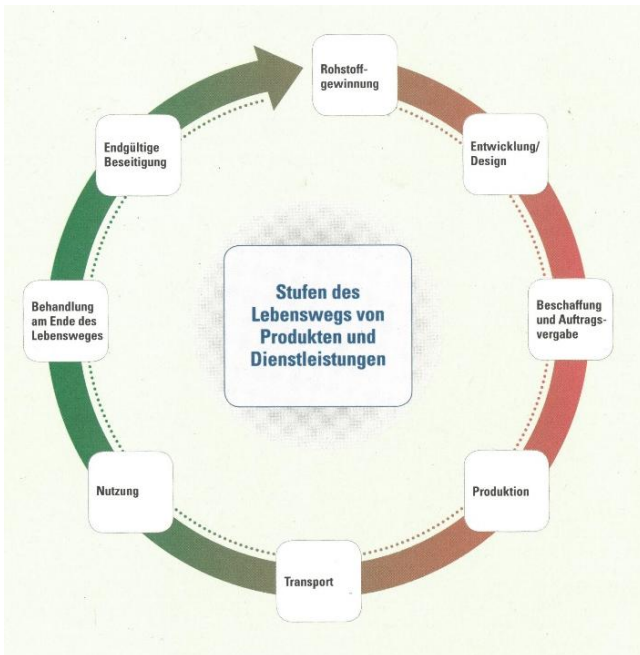 Rohstoff-
gewinnung
Entwicklung/
Design
Beschaffung
und Auftrags-
vergabe
Produktion
Transport
Nutzung
Behandlung
am Ende des
Lebensweges
Endgültige
Beseitigung
Stufen des
Lebenswegs von
Produkten und
Dienstleistungen